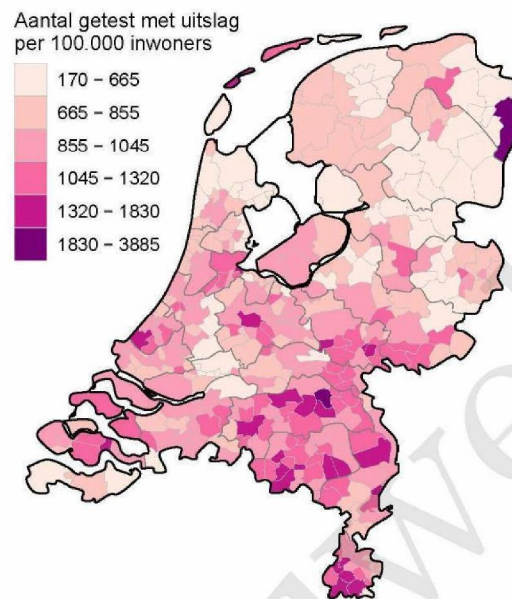 Aantal getest met uitslag
per 100.000 inwoners
170 – 665
665 – 855
855 – 1045
1045 – 1320
1320 – 1830
1830 – 3885